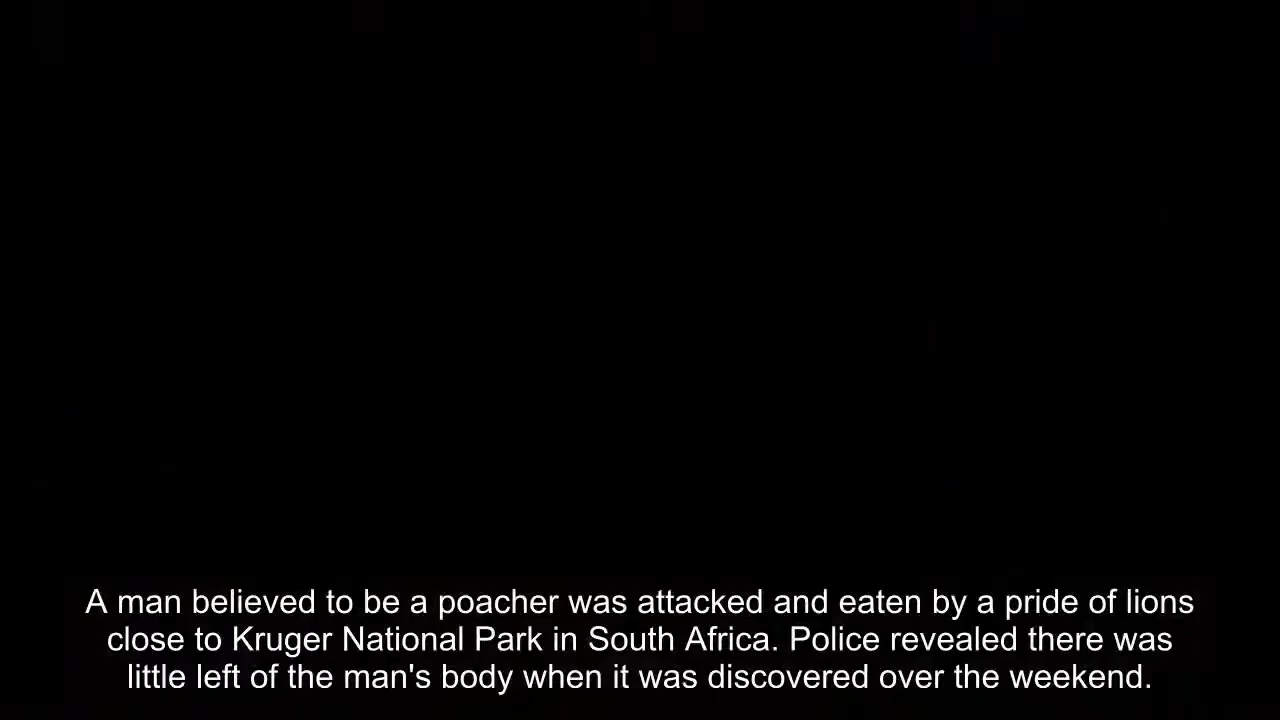 A man believed to be a poacher was attacked and eaten by a pride of lions
close to Kruger National Park in South Africa. Police revealed there was
little left of the man's body when it was discovered over the weekend.